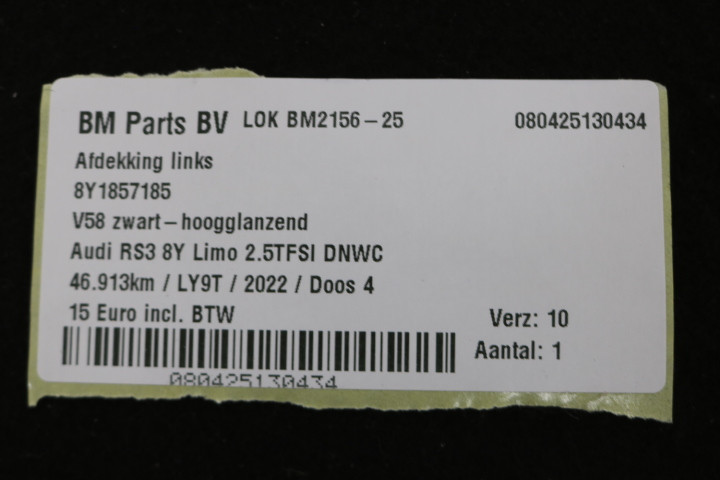 BM Parts BV LOK BM2156-25 080425130434
Afdekking links
8Y1857185
V58 zwart-hoogglanzend
Audi RS3 8Y Limo 2.5TFSI DNWC
46.913km / LY9T / 2022 / Doos 4
15 Euro incl. BTW Verz: 10
Aantal: 1
080425130434